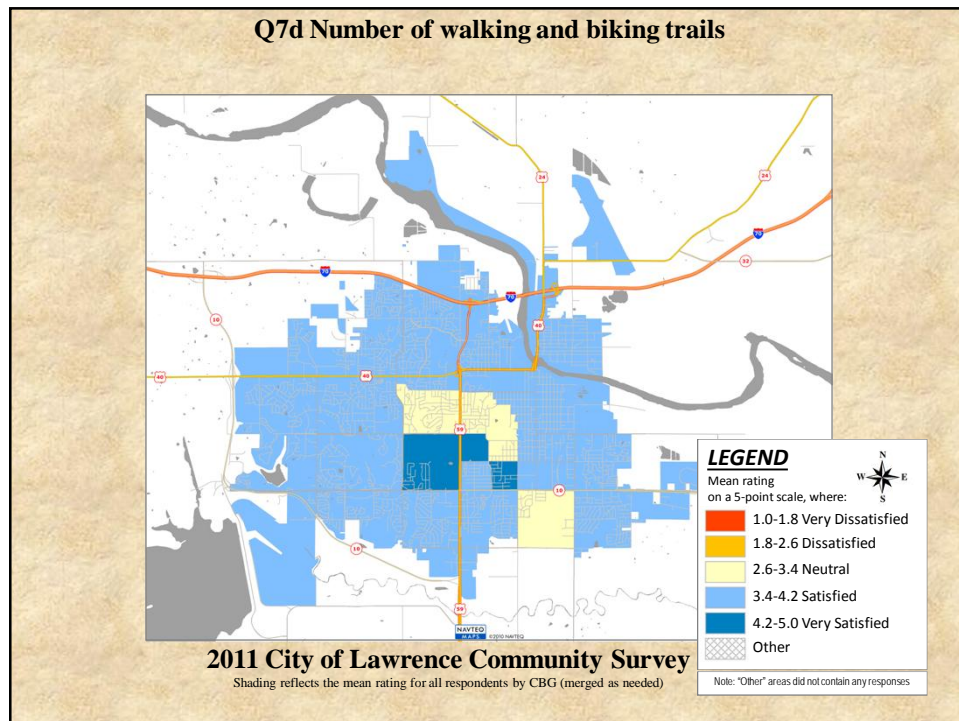 Q7d Number of walking and biking trails
24
24
70
70
32
70
10
40
40
40
59
10
10
59
NAVTEQ
MAPS
©2010 NAVTEQ
LEGEND
Mean rating
on a 5-point scale, where:
N
W E
S
1.0-1.8 Very Dissatisfied
1.8-2.6 Dissatisfied
2.6-3.4 Neutral
3.4-4.2 Satisfied
4.2-5.0 Very Satisfied
Other
Note: "Other" areas did not contain any responses
2011 City of Lawrence Community Survey
Shading reflects the mean rating for all respondents by CBG (merged as needed)